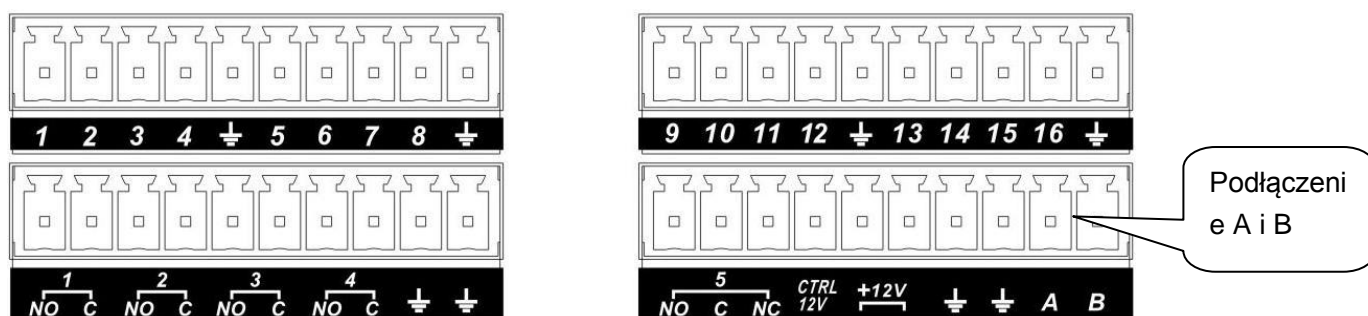 1 2 3 4 ⏚ 5 6 7 8 ⏚
9 10 11 12 ⏚ 13 14 15 16 ⏚
1 2 3 4
NO C NO C NO C NO C ⏚ ⏚
5 CTRL +12V
NO C NC 12V ⏚ ⏚ A B
Podłączeni
e A i B